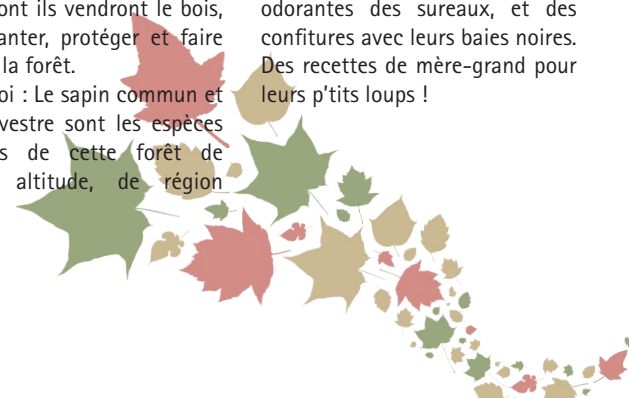 ont ils vendront le bois,
anter, protéger et faire
la forêt.
oi : Le sapin commun et
vestre sont les espèces
s de cette forêt de
altitude, de région
odorantes des sureaux, et des
confitures avec leurs baies noires.
Des recettes de mère-grand pour
leurs p'tits loups !